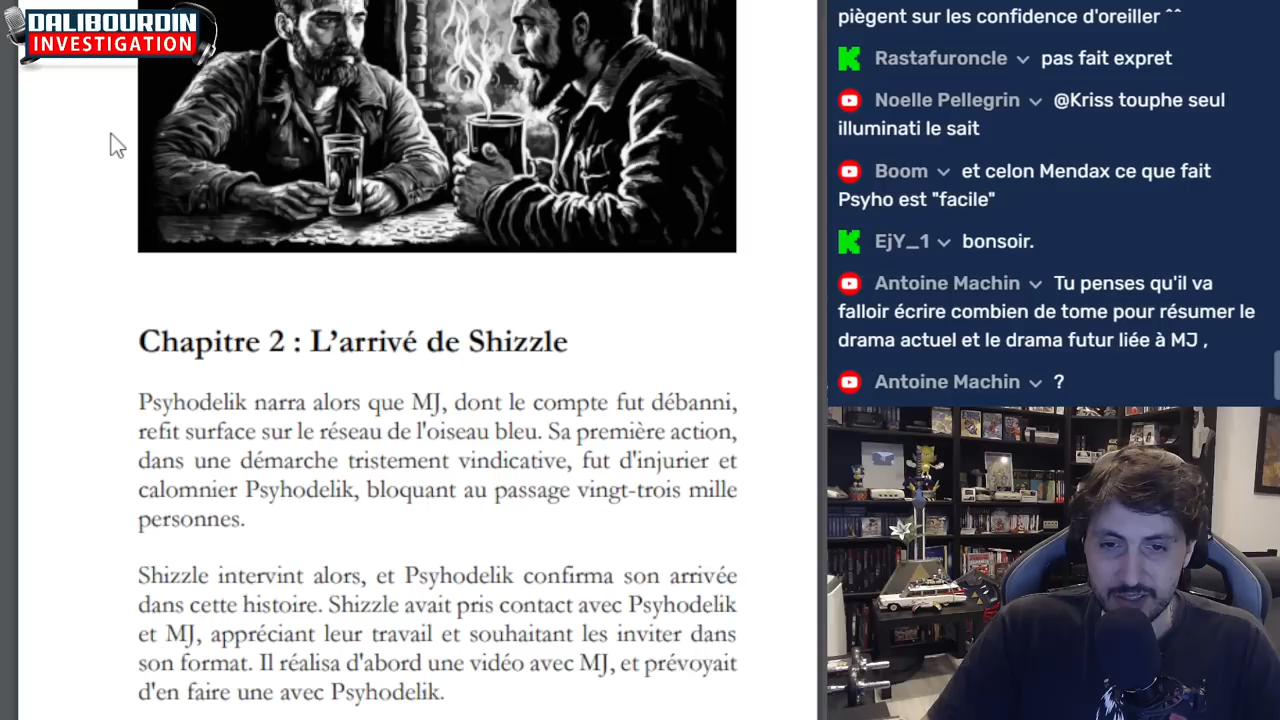 DALIBOURDIN
INVESTIGATION
Chapitre 2 : L’arrivé de Shizzle
Psyhodelik narra alors que MJ, dont le compte fut débanni,
refit surface sur le réseau de l'oiseau bleu. Sa première action,
dans une démarche tristement vindicative, fut d'injurier et
calomnier Psyhodelik, bloquant au passage vingt-trois mille
personnes.
Shizzle intervint alors, et Psyhodelik confirma son arrivée
dans cette histoire. Shizzle avait pris contact avec Psyhodelik
et MJ, appréciant leur travail et souhaitant les inviter dans
son format. Il réalisa d'abord une vidéo avec MJ, et prévoyait
d'en faire une avec Psyhodelik.
piègent sur les confidence d'oreiller ^^
Rastafuroncle pas fait expret
Noelle Pellegrin @Kriss touphe seul
illuminati le sait
Boom et celon Mendax ce que fait
Psyho est "facile"
EjY_1 bonsoir.
Antoine Machin Tu penses qu'il va
falloir écrire combien de tome pour résumer le
drama actuel et le drama futur liée à MJ ,
Antoine Machin ?